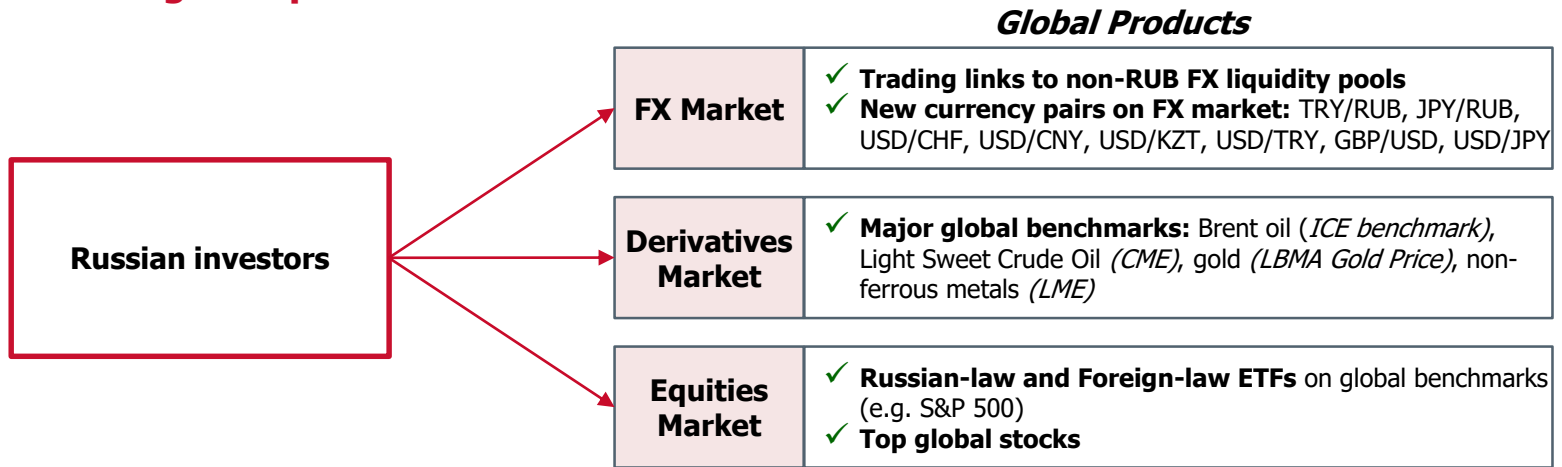 Global Products
FX Market
✓ Trading links to non-RUB FX liquidity pools
✓ New currency pairs on FX market: TRY/RUB, JPY/RUB,
USD/CHF, USD/CNY, USD/KZT, USD/TRY, GBP/USD, USD/JPY
Russian investors
Derivatives
Market
✓ Major global benchmarks: Brent oil (ICE benchmark),
Light Sweet Crude Oil (CME), gold (LBMA Gold Price), non-
ferrous metals (LME)
Equities
Market
✓ Russian-law and Foreign-law ETFs on global benchmarks
(e.g. S&P 500)
✓ Top global stocks